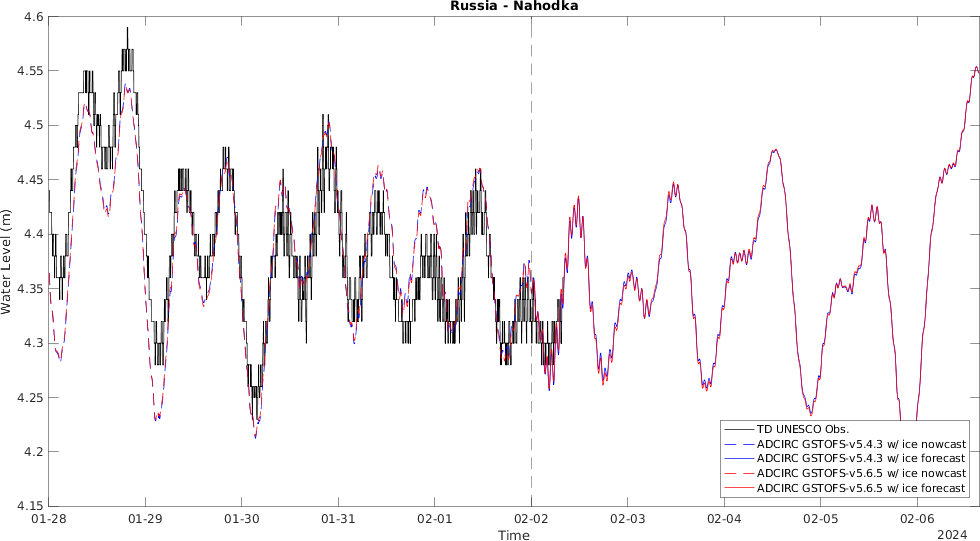 Russia - Nahodka
Water Level (m)
4.6
4.55
4.5
4.45
4.4
4.35
4.3
4.25
4.2
4.15
TD UNESCO Obs.
ADCIRC GSTOFS-v5.4.3 w/ ice nowcast
ADCIRC GSTOFS-v5.4.3 w/ ice forecast
ADCIRC GSTOFS-v5.6.5 w/ ice nowcast
ADCIRC GSTOFS-v5.6.5 w/ ice forecast
01-28 01-29 01-30 01-31 02-01 02-02 02-03 02-04 02-05 02-06
Time
2024